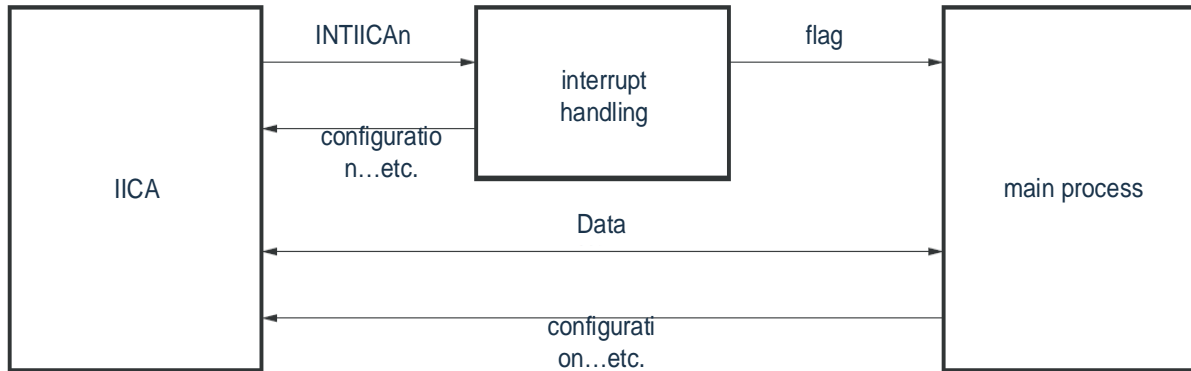 INTIICAn
flag
interrupt
handling
configuratio
n…etc.
IICA
main process
Data
configurati
on…etc.